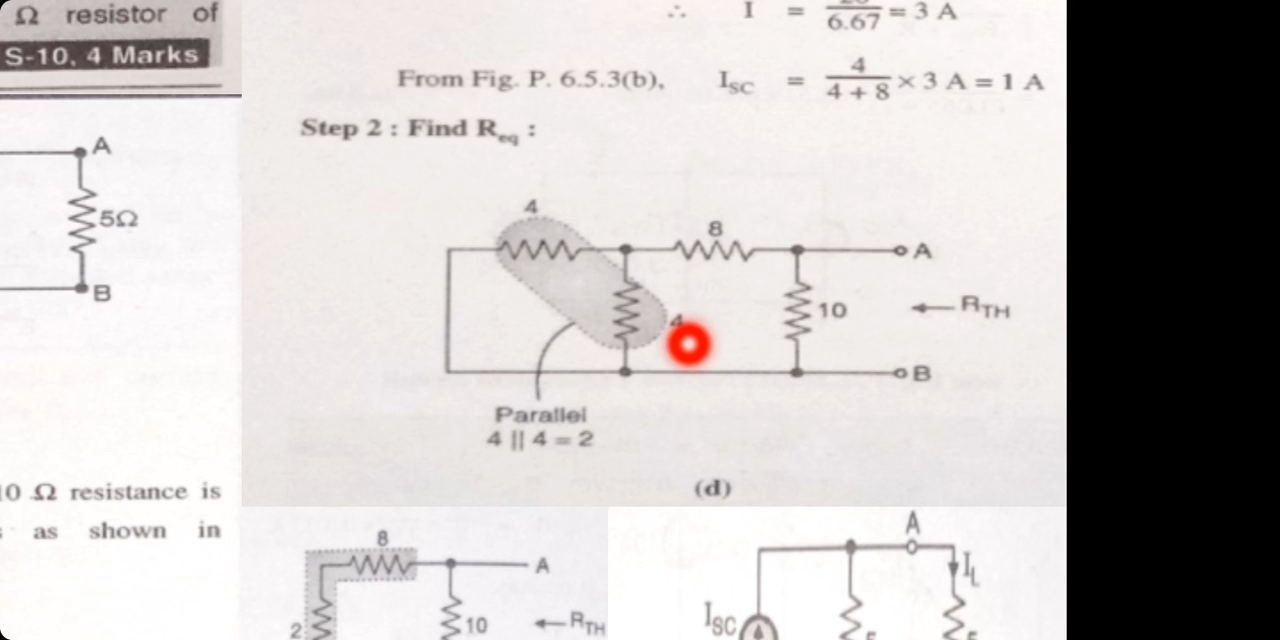 Ω resistor of
S-10, 4 Marks
A
5Ω
B
10 Ω resistance is
as shown in
∴ I = 20/6.67 = 3 A
From Fig. P. 6.5.3(b), I_SC = 4/(4 + 8) × 3 A = 1 A
Step 2 : Find R_eq :
4
8
A
4
10
R_TH
B
Parallel
4 || 4 = 2
(d)
8
A
10
R_TH
2
A
I_L
I_SC